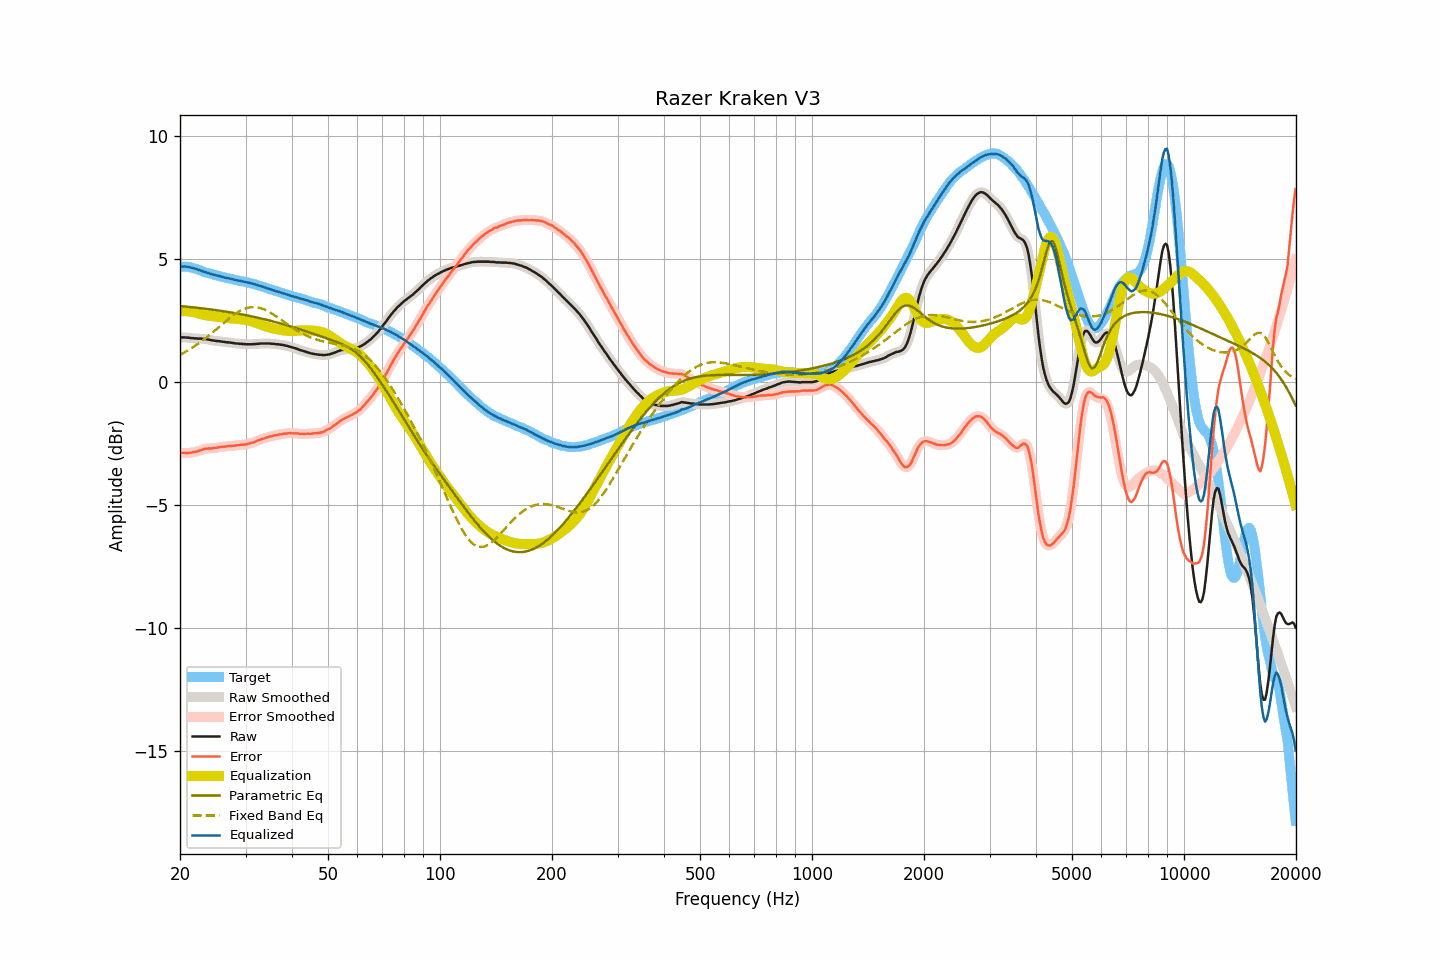 Razer Kraken V3
10
5
0
−5
−10
−15
Amplitude (dBr)
Target
Raw Smoothed
Error Smoothed
Raw
Error
Equalization
Parametric Eq
Fixed Band Eq
Equalized
20 50 100 200 500 1000 2000 5000 10000 20000
Frequency (Hz)